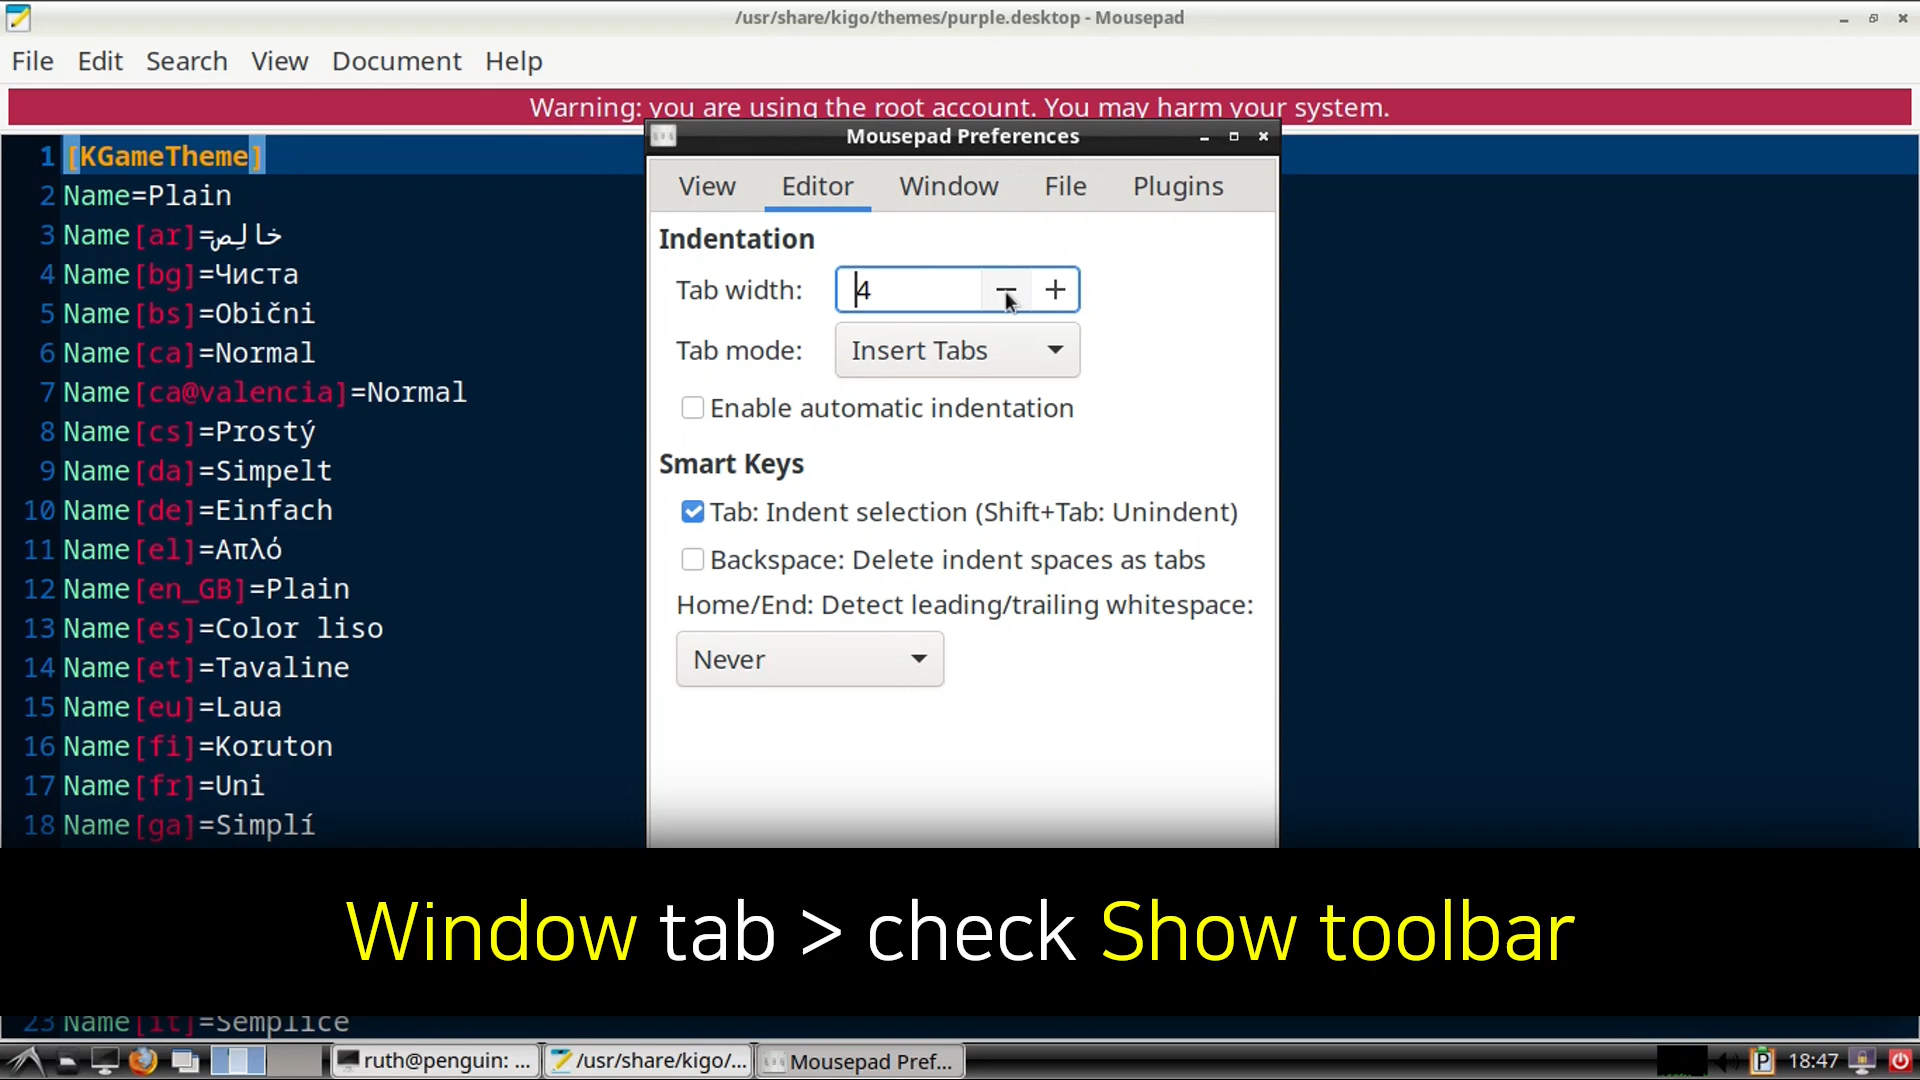 /usr/share/kigo/themes/purple.desktop - Mousepad
File Edit Search View Document Help
Warning: you are using the root account. You may harm your system.
Mousepad Preferences
View Editor Window File Plugins
Indentation
Tab width: 4
Tab mode: Insert Tabs
Enable automatic indentation
Smart Keys
Tab: Indent selection (Shift+Tab: Unindent)
Backspace: Delete indent spaces as tabs
Home/End: Detect leading/trailing whitespace:
Never
1 [KGameTheme]
2 Name=Plain
3 Name[ar]=خالِص
4 Name[bg]=Чиста
5 Name[bs]=Obični
6 Name[ca]=Normal
7 Name[ca@valencia]=Normal
8 Name[cs]=Prostý
9 Name[da]=Simpelt
10 Name[de]=Einfach
11 Name[el]=Απλό
12 Name[en_GB]=Plain
13 Name[es]=Color liso
14 Name[et]=Tavaline
15 Name[eu]=Laua
16 Name[fi]=Koruton
17 Name[fr]=Uni
18 Name[ga]=Simplí
Window tab > check Show toolbar
23 Name[it]=Semplice
ruth@penguin: ... /usr/share/kigo/... Mousepad Pref... P 18:47